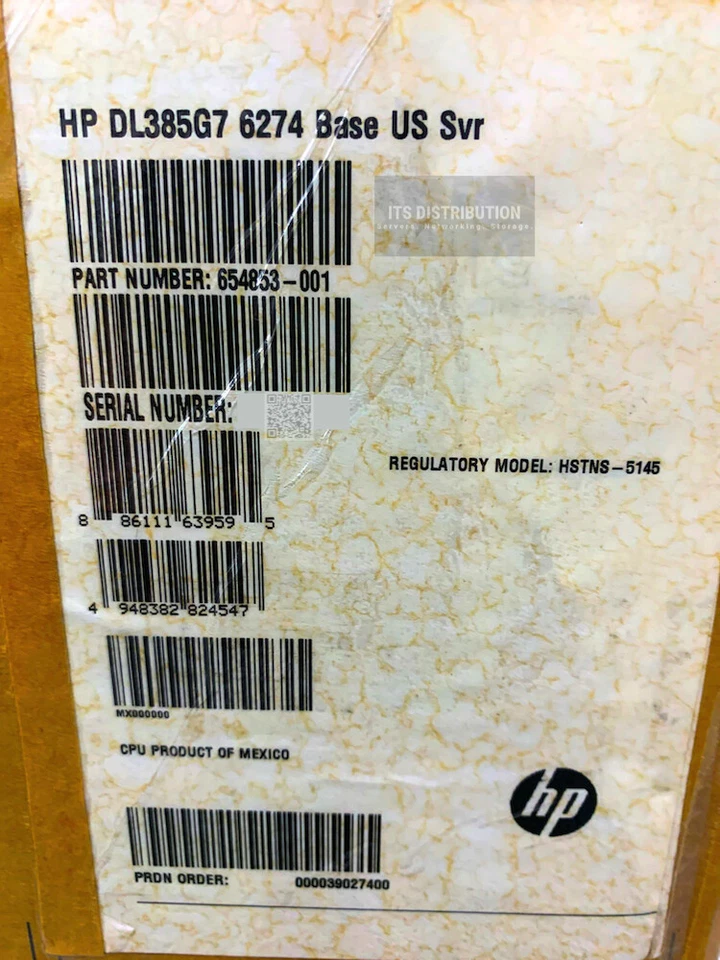 HP DL385G7 6274 Base US Svr
ITS DISTRIBUTION
Servers. Networking. Storage.
PART NUMBER: 654853-001
SERIAL NUMBER:
REGULATORY MODEL: HSTNS-5145
8 86111 63959 5
4 948382 824547
MX000000
CPU PRODUCT OF MEXICO
hp
PRDN ORDER: 000039027400